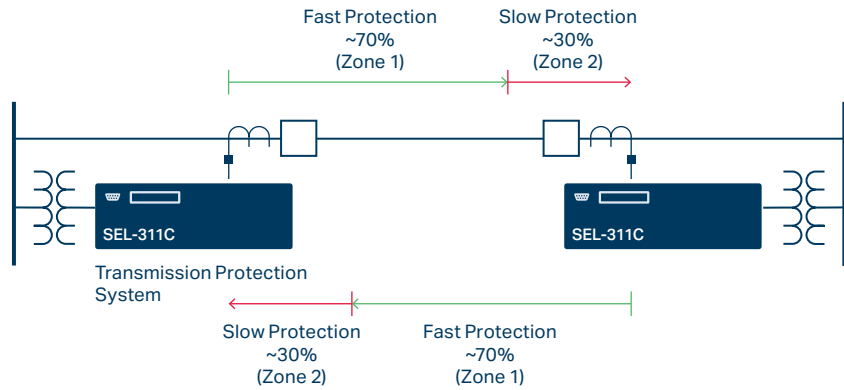 Fast Protection
~70%
(Zone 1)
Slow Protection
~30%
(Zone 2)
SEL-311C
SEL-311C
Transmission Protection
System
Slow Protection
~30%
(Zone 2)
Fast Protection
~70%
(Zone 1)